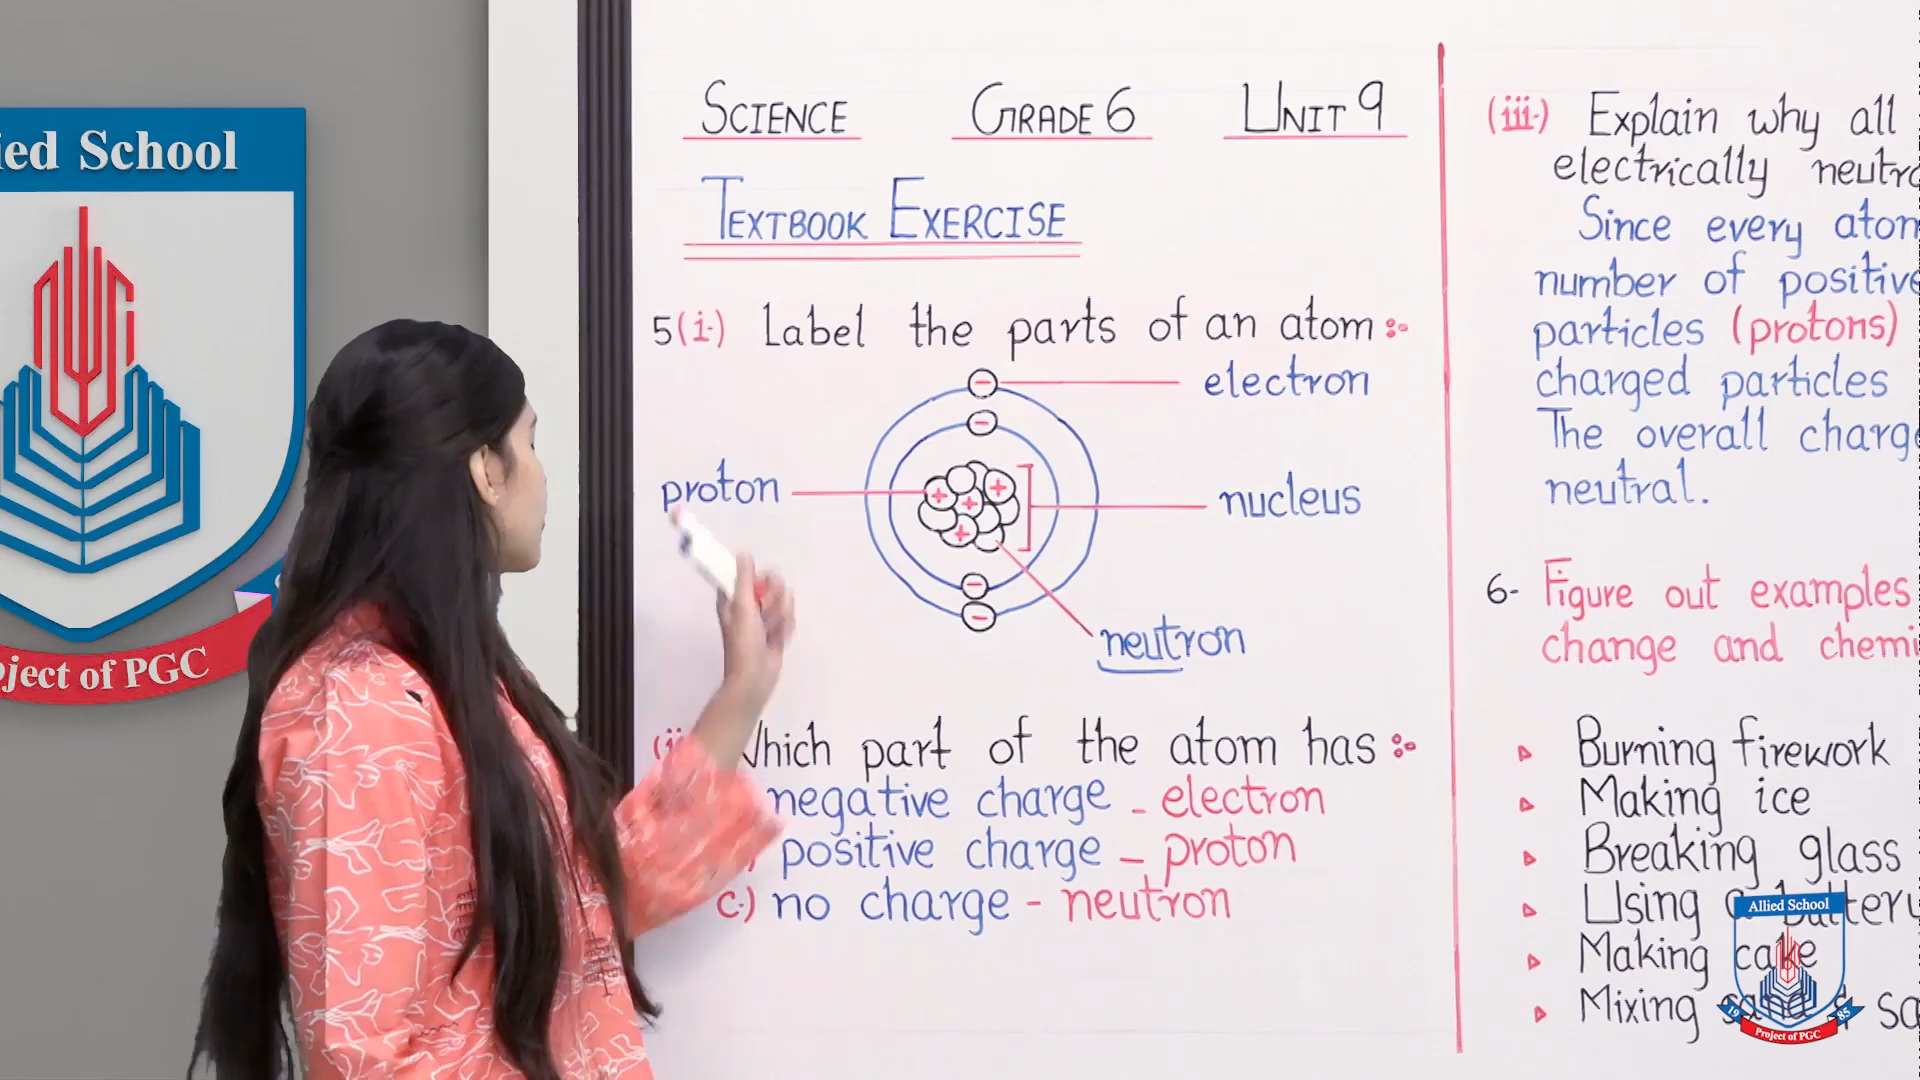 ied School
ject of PGC
SCIENCE GRADE 6 UNIT 9
TEXTBOOK EXERCISE
5(i.) Label the parts of an atom:-
electron
proton
nucleus
neutron
Which part of the atom has:-
negative charge - electron
positive charge - proton
c.) no charge - neutron
(iii.) Explain why all
electrically
Since every
number of
particles (protons)
charged particles
The overall
neutral.
6- Figure out examples
change and
Burning firework
Making ice
Breaking glass
Using
Making cake
Mixing
Allied School
1985
Project of PGC